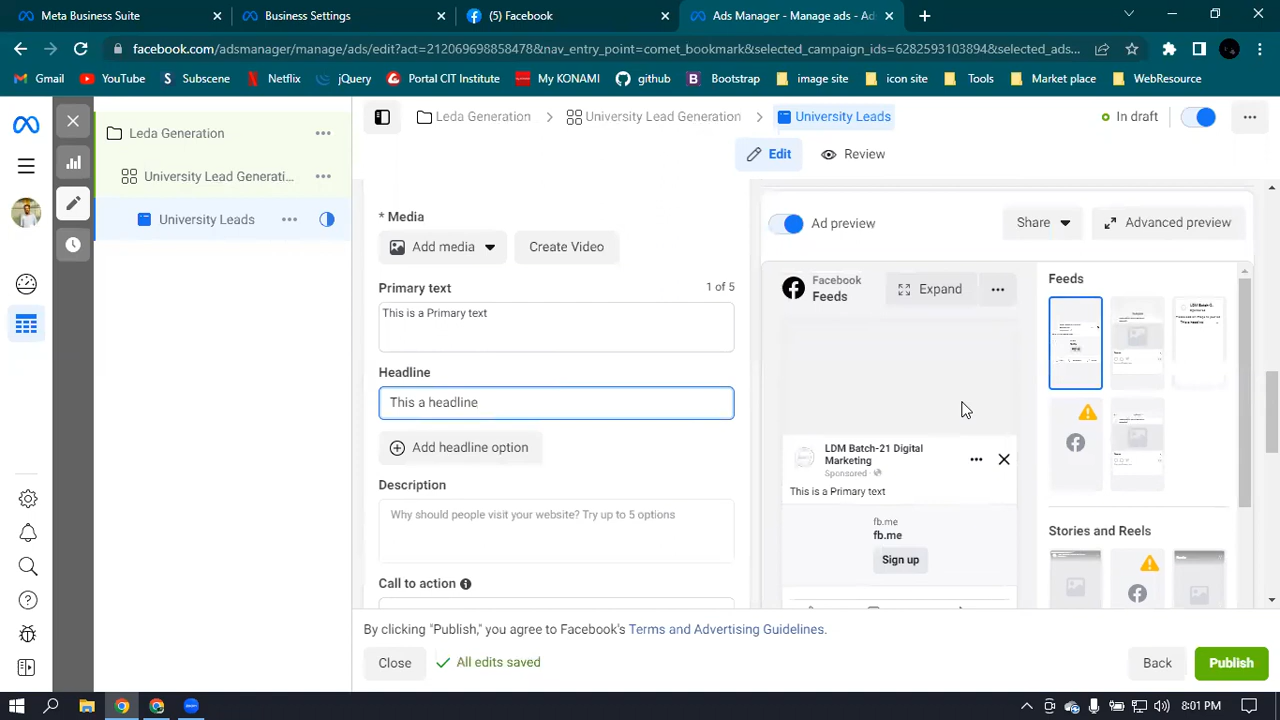 Meta Business Suite
Business Settings
(50) Facebook
Ads Manager - Manage ads - Ad
facebook.com/adsmanager/manage/ads/edit?act=212069698858478&nav_entry_point=comet_bookmark&selected_campaign_ids=62825931038948&selected_ads...
Gmail
YouTube
Subscene
Netflix
jQuery
Portal CIT Institute
My KONAMI
github
Bootstrap
image site
icon site
Tools
Market place
WebResource
Leda Generation
University Lead Generati...
University Leads
Leda Generation
University Lead Generation
University Leads
In draft
Edit
Review
* Media
Add media
Create Video
Primary text
1 of 5
This is a Primary text
Headline
This a headline
Add headline option
Description
Why should people visit your website? Try up to 5 options
Call to action
Ad preview
Share
Advanced preview
Facebook
Feeds
Expand
LDM Batch-21 Digital
Marketing
Sponsored
This is a Primary text
fb.me
fb.me
Sign up
Feeds
Stories and Reels
By clicking "Publish," you agree to Facebook's Terms and Advertising Guidelines.
Close
All edits saved
Back
Publish
8:01 PM